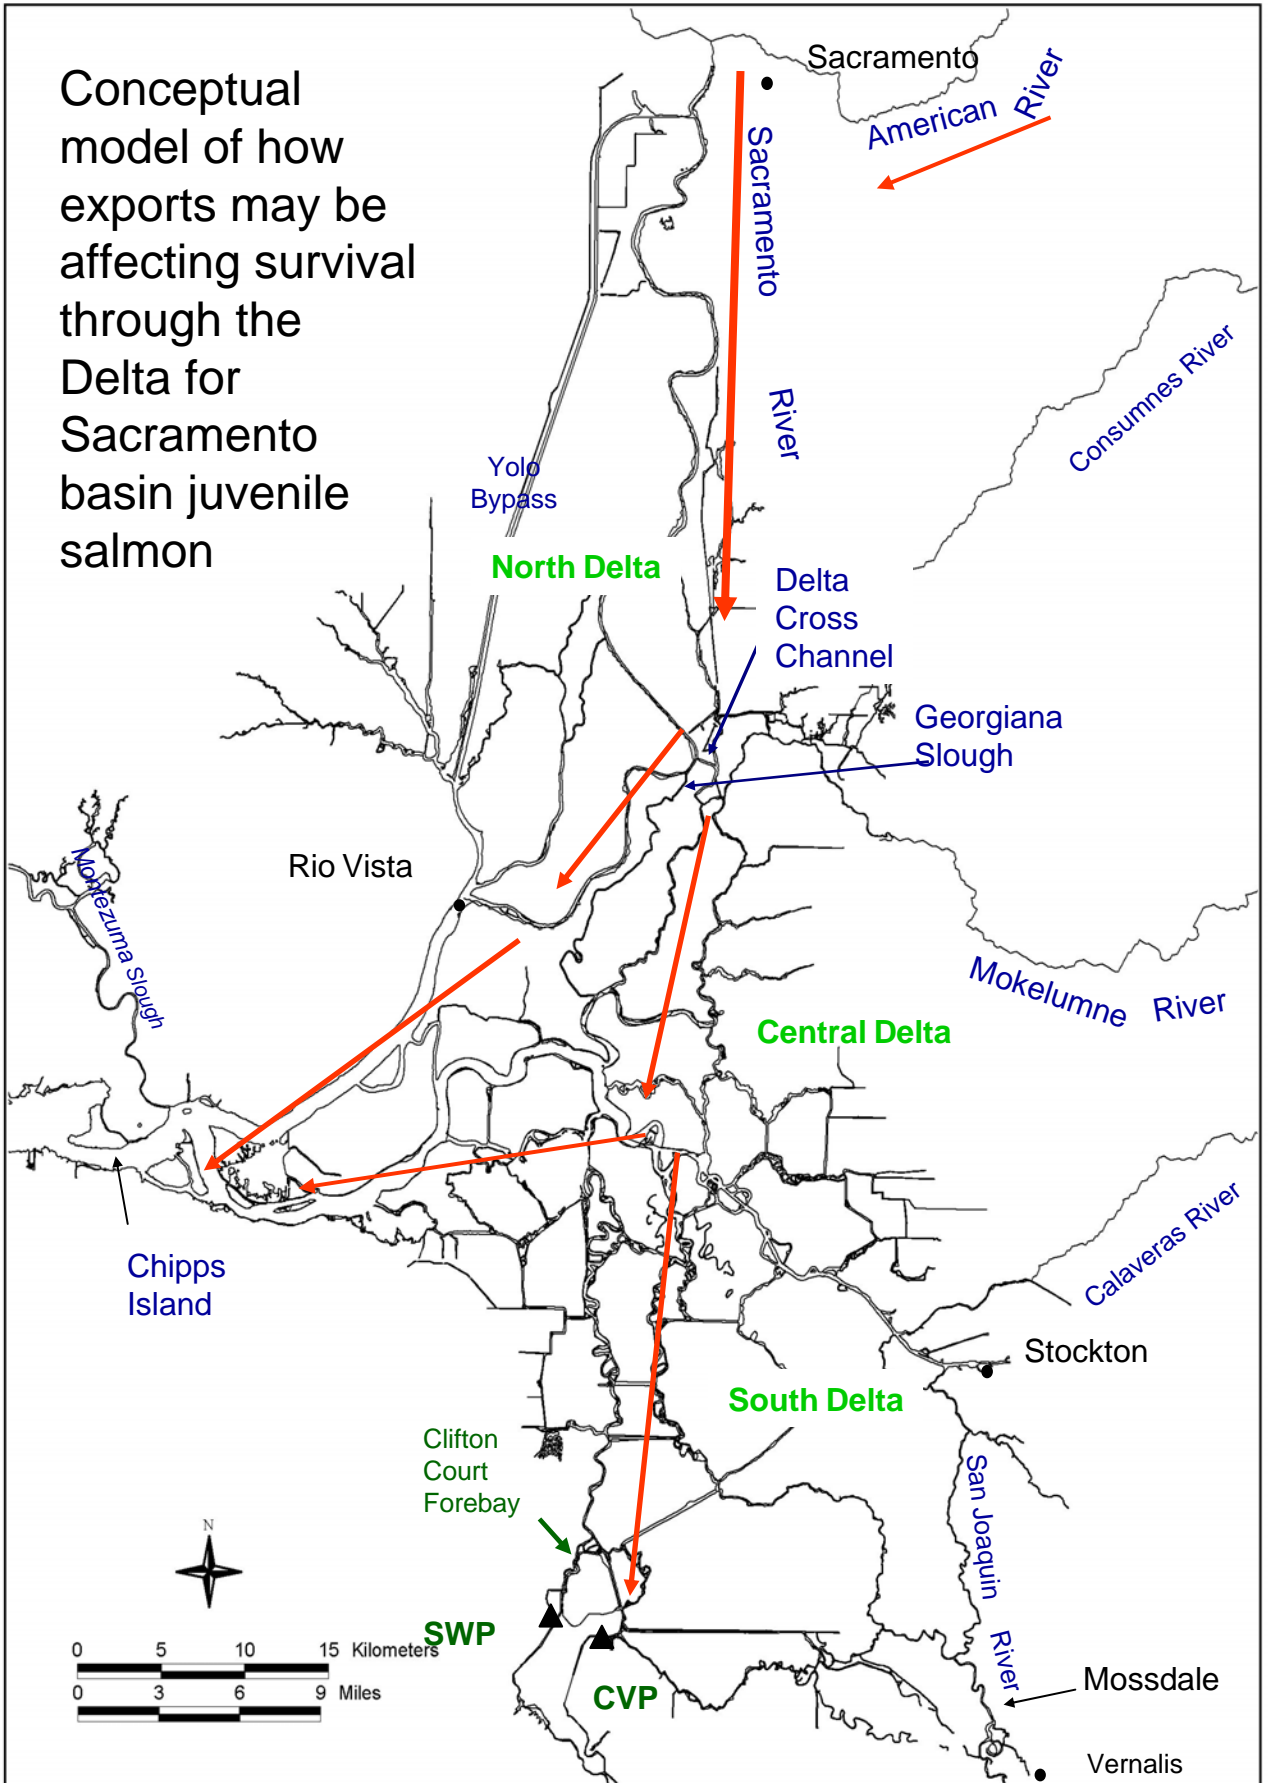 Conceptual
model of how
exports may be
affecting survival
through the
Delta for
Sacramento
basin juvenile
salmon
Sacramento
American River
Sacramento
River
Consumnes River
Yolo
Bypass
North Delta
Delta
Cross
Channel
Georgiana
Slough
Rio Vista
Montezuma Slough
Mokelumne River
Central Delta
Chipps
Island
Calaveras River
Stockton
South Delta
Clifton
Court
Forebay
San Joaquin
River
N
SWP
0 5 10 15 Kilometers
0 3 6 9 Miles
CVP
Mossdale
Vernalis